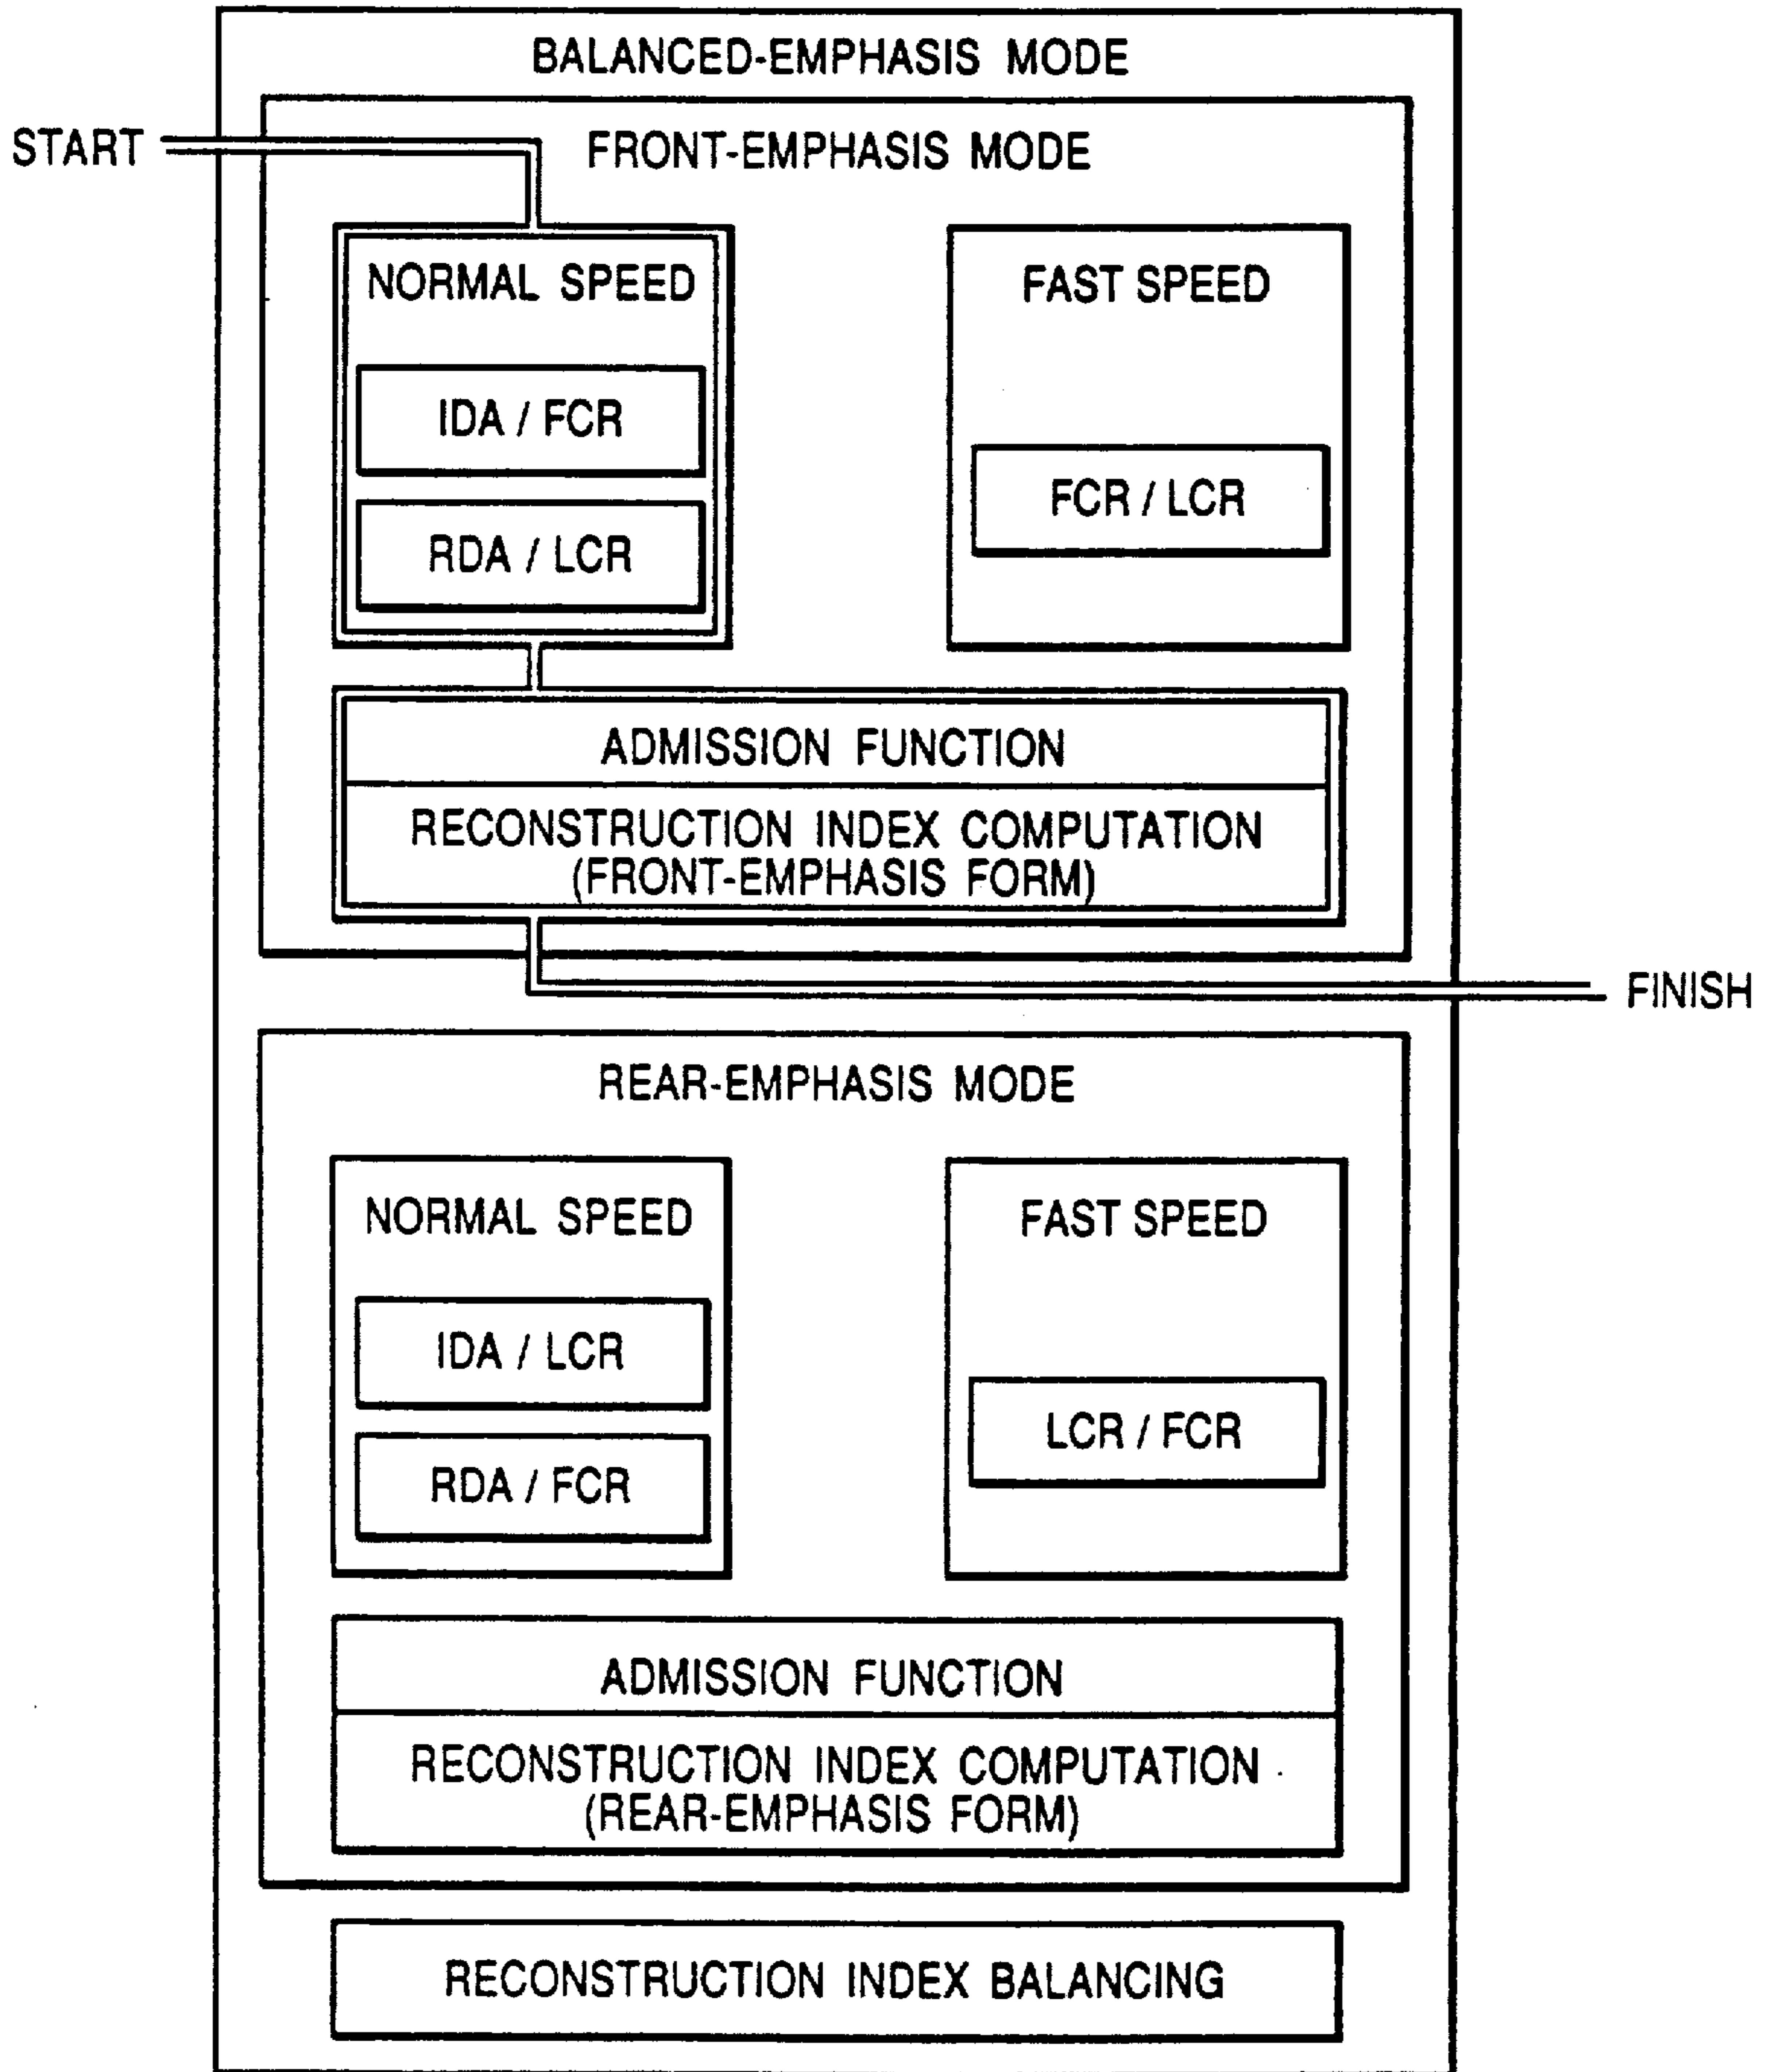 BALANCED-EMPHASIS MODE
START
FRONT-EMPHASIS MODE
NORMAL SPEED
FAST SPEED
IDA / FCR
FCR / LCR
RDA / LCR
ADMISSION FUNCTION
RECONSTRUCTION INDEX COMPUTATION
(FRONT-EMPHASIS FORM)
FINISH
REAR-EMPHASIS MODE
NORMAL SPEED
FAST SPEED
IDA / LCR
LCR / FCR
RDA / FCR
ADMISSION FUNCTION
RECONSTRUCTION INDEX COMPUTATION
(REAR-EMPHASIS FORM)
RECONSTRUCTION INDEX BALANCING